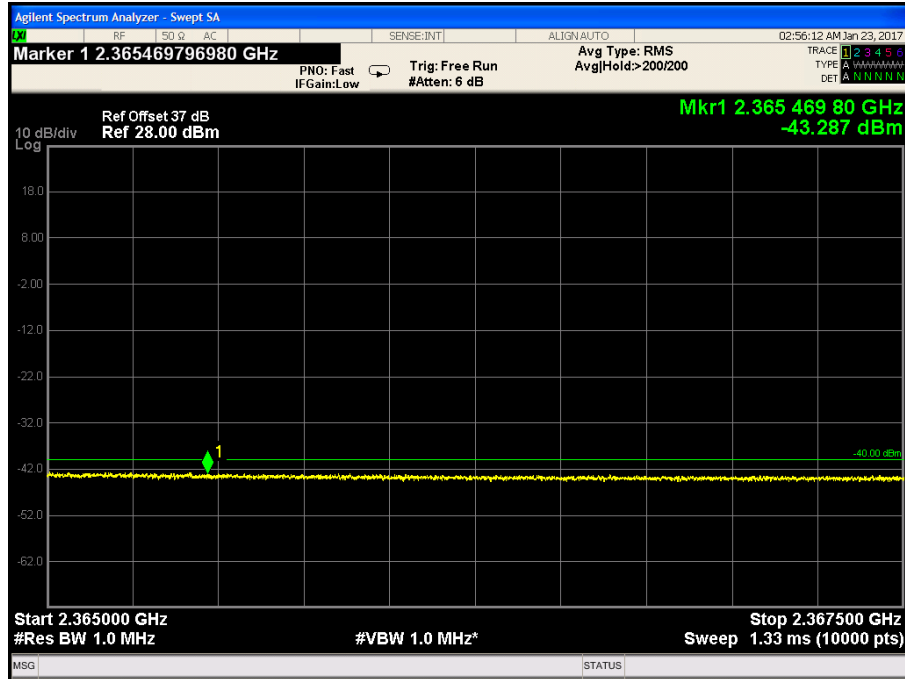 Agilent Spectrum Analyzer - Swept SA
LXI RF 50 Ω AC SENSE:INT ALIGN AUTO 02:56:12 AM Jan 23, 2017
Marker 1 2.365469796980 GHz
PNO: Fast
IFGain:Low
Trig: Free Run
#Atten: 6 dB
Avg Type: RMS
Avg|Hold:>200/200
TRACE 1 2 3 4 5 6
TYPE A WWWWW
DET A N N N N N
Mkr1 2.365 469 80 GHz
-43.287 dBm
Ref Offset 37 dB
10 dB/div Ref 28.00 dBm
Log
18.0
8.00
-2.00
-12.0
-22.0
-32.0
1
-40.00 dBm
-42.0
-52.0
-62.0
Start 2.365000 GHz Stop 2.367500 GHz
#Res BW 1.0 MHz #VBW 1.0 MHz* Sweep 1.33 ms (10000 pts)
MSG STATUS